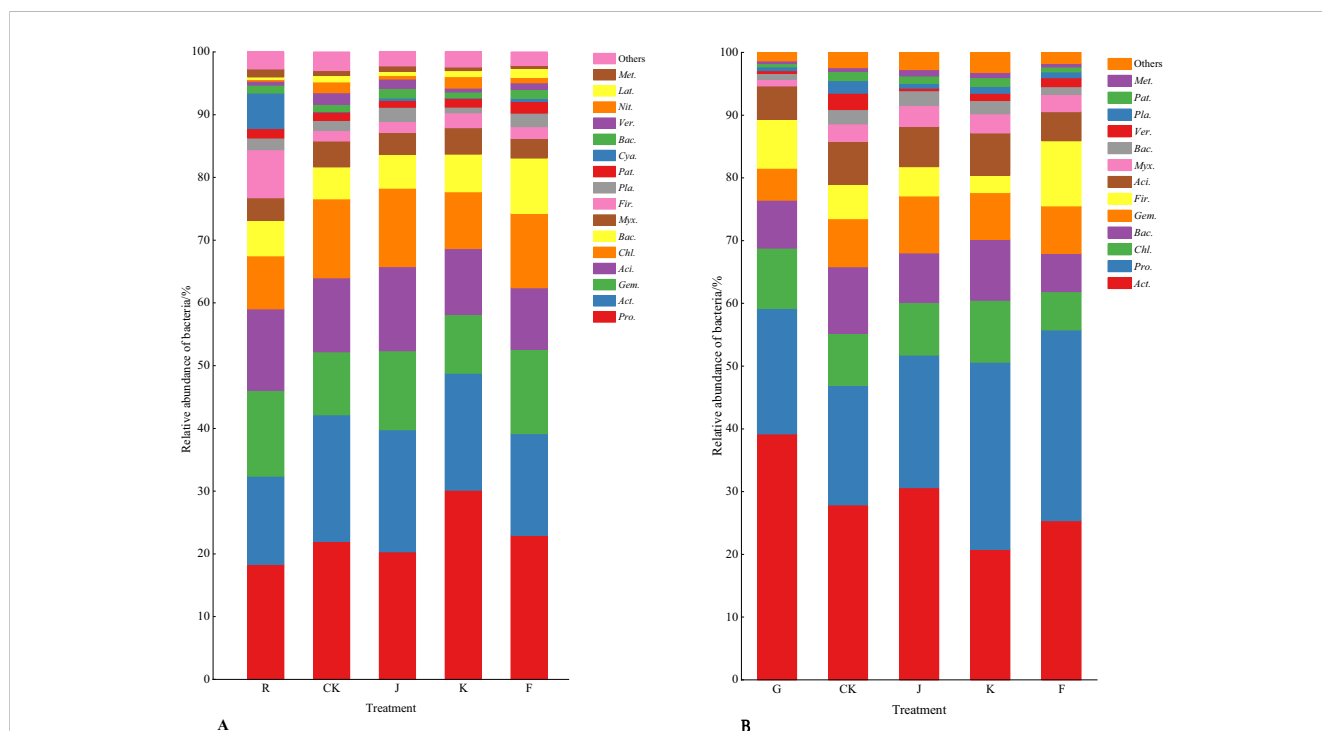 Relative abundance of bacteria/%
100
90
80
70
60
50
40
30
20
10
0
R
CK
J
K
F
Treatment
A
Others
Met.
Lat.
Nit.
Ver.
Bac.
Cya.
Pat.
Pla.
Fir.
Myx.
Bac.
Chl.
Aci.
Gem.
Act.
Pro.
Relative abundance of bacteria/%
100
90
80
70
60
50
40
30
20
10
0
G
CK
J
K
F
Treatment
B
Others
Met.
Pat.
Pla.
Ver.
Bac.
Myx.
Aci.
Fir.
Gem.
Bac.
Chl.
Pro.
Act.